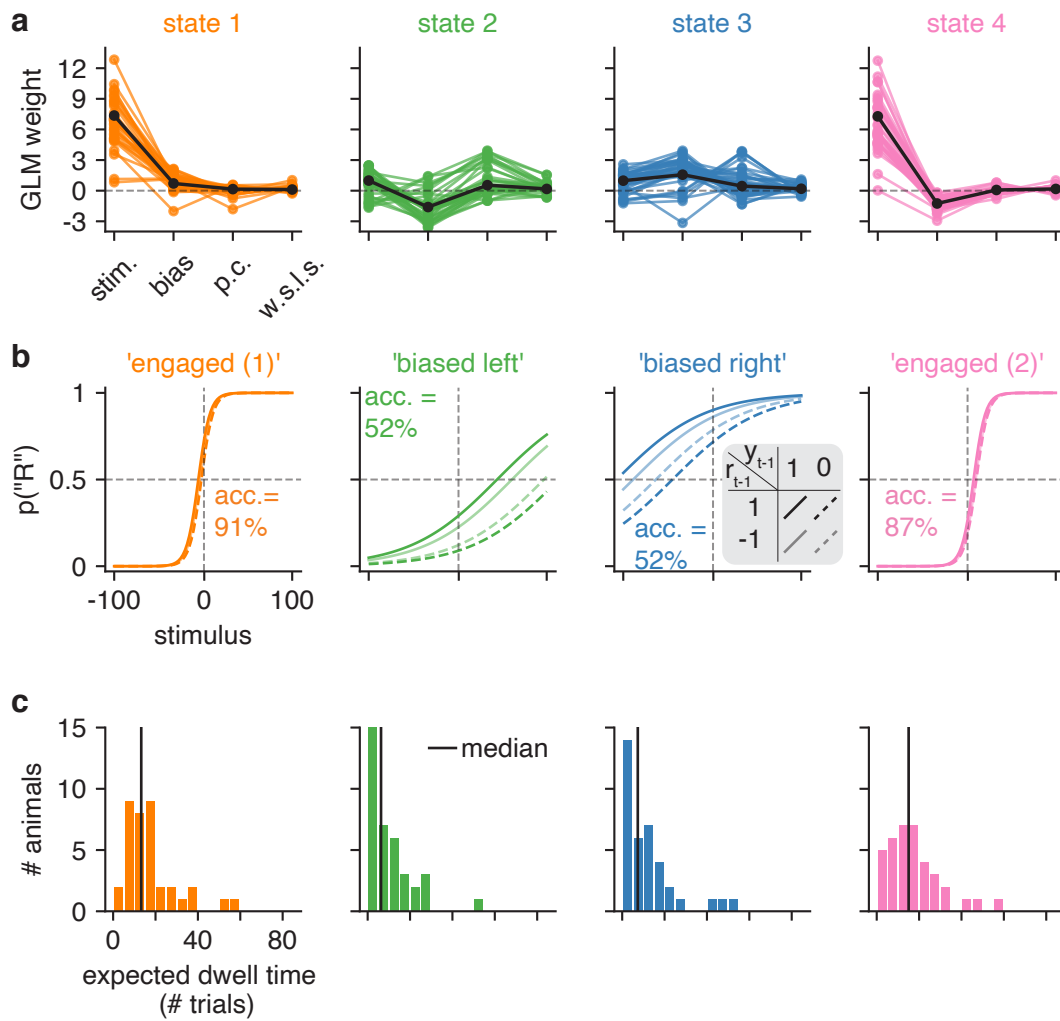 a
state 1
state 2
state 3
state 4
GLM weight
12
9
6
3
0
-3
stim.
bias
p.c.
w.s.l.s.
b
'engaged (1)'
'biased left'
'biased right'
'engaged (2)'
p("R")
1
0.5
0
acc.=
91%
acc. =
52%
acc. =
52%
y t-1
r t-1
1 0
1
-1
acc. =
87%
-100 0 100
stimulus
c
# animals
15
10
5
0
median
0 40 80
expected dwell time
(# trials)